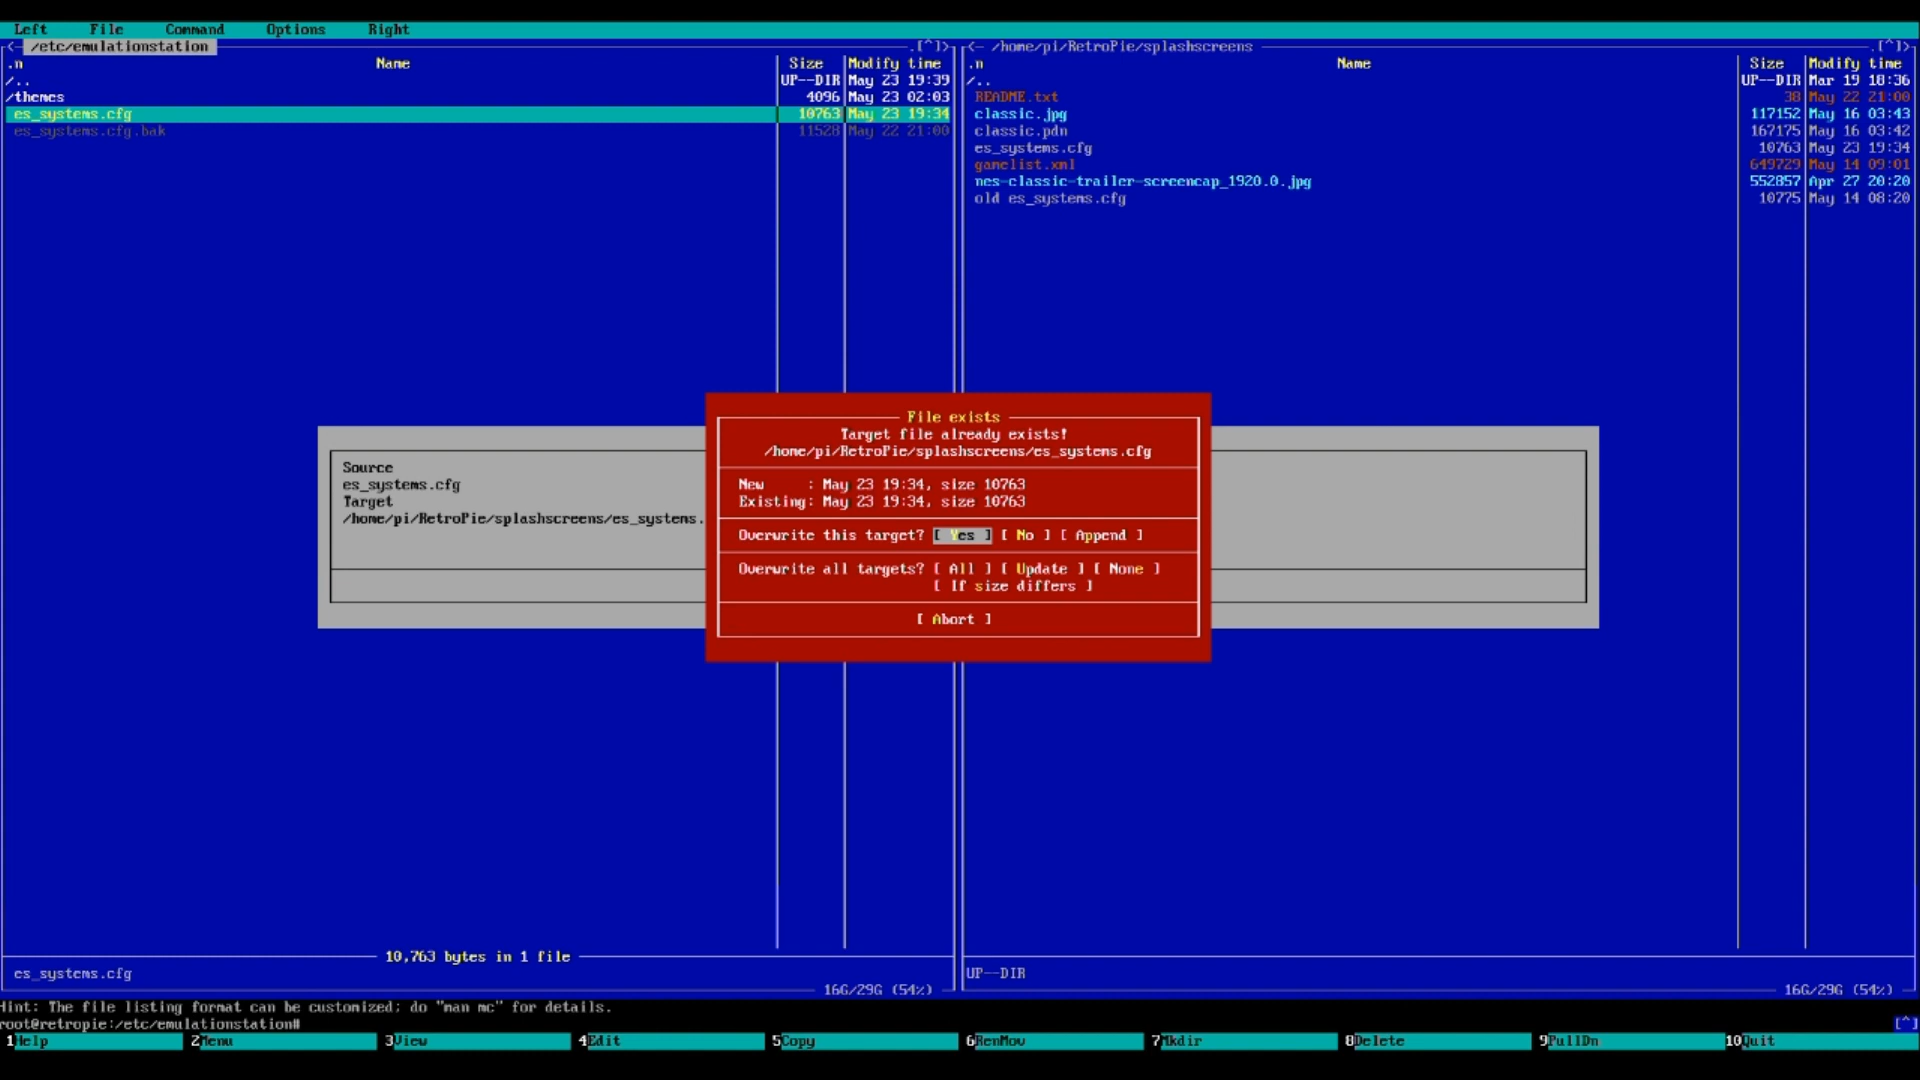 Left File Command Options Right
<- /etc/emulationstation .[^]>
.n Name Size Modify time
/.. UP--DIR May 23 19:39
/themes 4096 May 23 02:03
es_systems.cfg 10763 May 23 19:34
es_systems.cfg.bak 11528 May 22 21:00
<- /home/pi/RetroPie/splashscreens .[^]>
.n Name Size Modify time
/.. UP--DIR Mar 19 18:36
README.txt 38 May 22 21:00
classic.jpg 117152 May 16 03:43
classic.pdn 167175 May 16 03:42
es_systems.cfg 10763 May 23 19:34
gamelist.xml 649729 May 14 09:01
nes-classic-trailer-screencap_1920.0.jpg 552857 Apr 27 20:20
old es_systems.cfg 10775 May 14 08:20
Source
es_systems.cfg
Target
/home/pi/RetroPie/splashscreens/es_systems.
File exists
Target file already exists!
/home/pi/RetroPie/splashscreens/es_systems.cfg
New : May 23 19:34, size 10763
Existing: May 23 19:34, size 10763
Overwrite this target? [ Yes ] [ No ] [ Append ]
Overwrite all targets? [ All ] [ Update ] [ None ]
[ If size differs ]
[ Abort ]
10,763 bytes in 1 file
es_systems.cfg
16G/29G (54%)
UP--DIR
16G/29G (54%)
Hint: The file listing format can be customized; do "man mc" for details.
root@retropie:/etc/emulationstation# [^]
1Help 2Menu 3View 4Edit 5Copy 6RenMov 7Mkdir 8Delete 9PullDn 10Quit